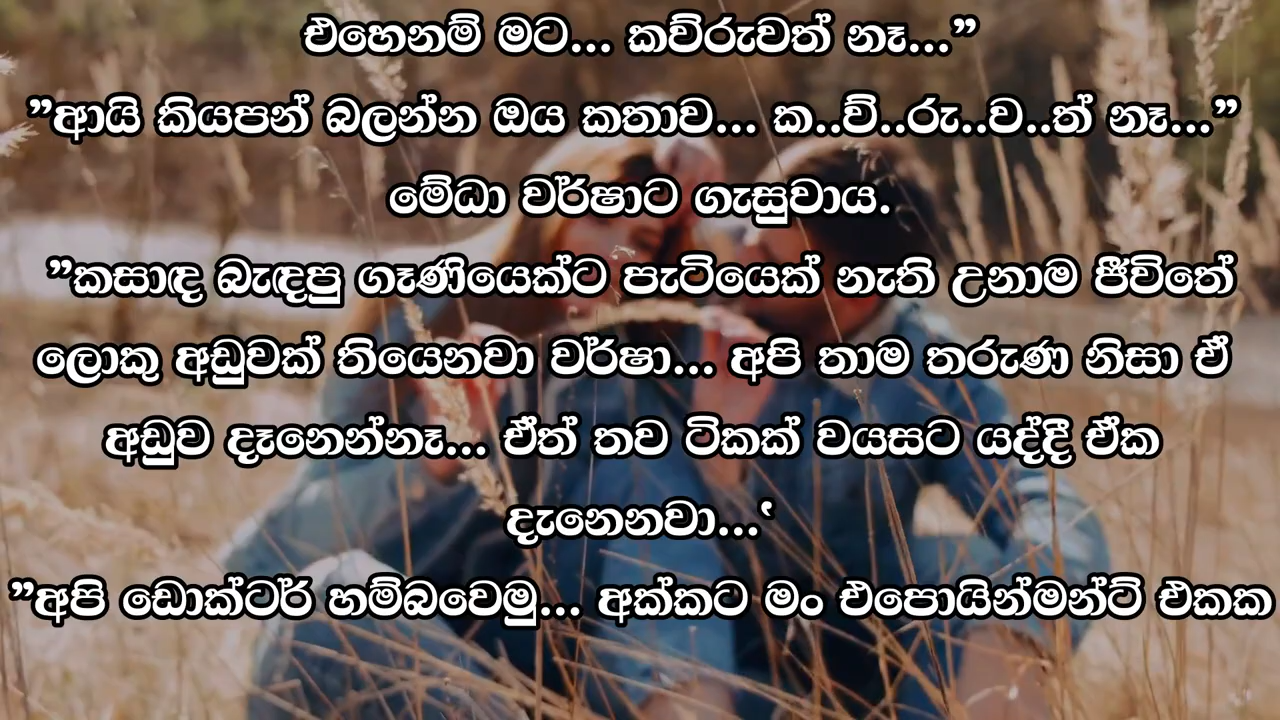 එහෙනම් මට... කව්රුවත් නෑ...”
”ආයි කියපන් බලන්න ඔය කතාව... ක..ව්..රු..ව..ත් නෑ...”
මේධා වර්ෂාට ගැසුවාය.
”කසාඳ බැඳපු ගෑණියෙක්ට පැටියෙක් නැති උනාම ජීවිතේ
ලොකු අඩුවක් තියෙනවා වර්ෂා... අපි තාම තරුණ නිසා ඒ
අඩුව දෑනෙන්නෑ... ඒත් තව ටිකක් වයසට යද්දී ඒක
දැනෙනවා...‛
”අපි ඩොක්ටර් හම්බවෙමු... අක්කට මං එපොයින්මන්ට් එකක